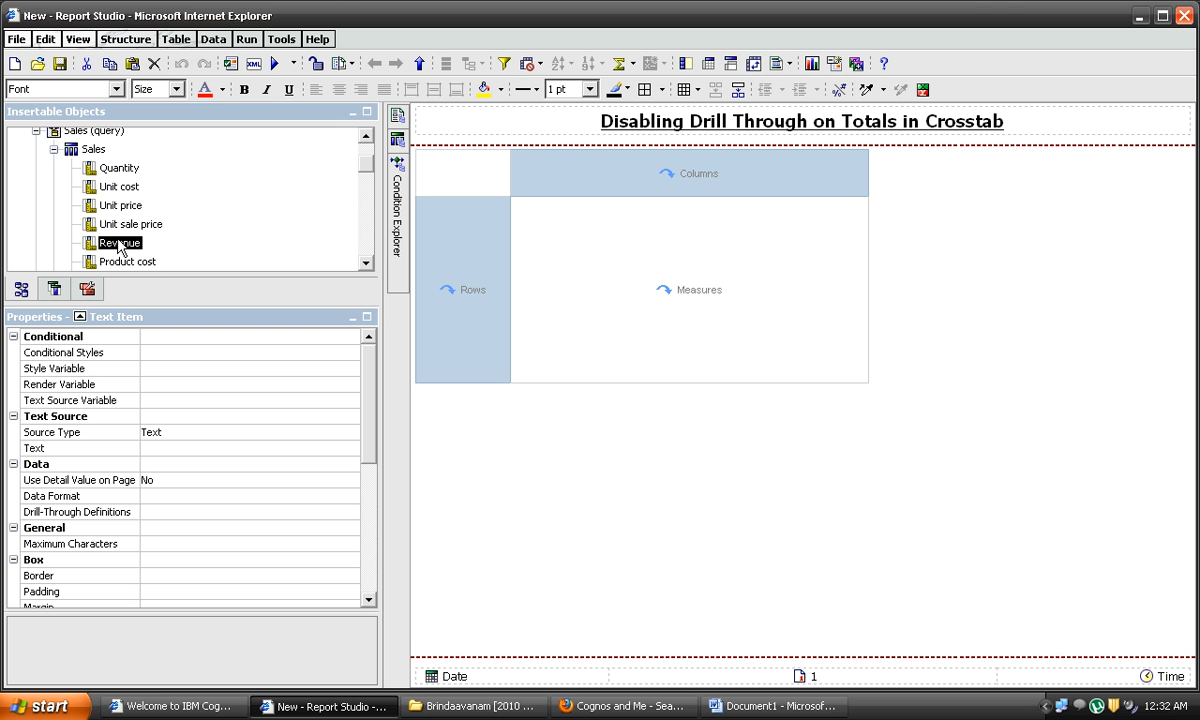 New - Report Studio - Microsoft Internet Explorer
File Edit View Structure Table Data Run Tools Help
Font Size B I U 1 pt
Insertable Objects
Sales (query)
Sales
Quantity
Unit cost
Unit price
Unit sale price
Revenue
Product cost
Condition Explorer
Properties - Text Item
Conditional
Conditional Styles
Style Variable
Render Variable
Text Source Variable
Text Source
Source Type Text
Text
Data
Use Detail Value on Page No
Data Format
Drill-Through Definitions
General
Maximum Characters
Box
Border
Padding
Margin
Disabling Drill Through on Totals in Crosstab
Columns
Rows
Measures
Date 1 Time
start Welcome to IBM Cog... New - Report Studio -... Brindaavanam [2010 ... Cognos and Me - Sea... Document1 - Microsof... 12:32 AM